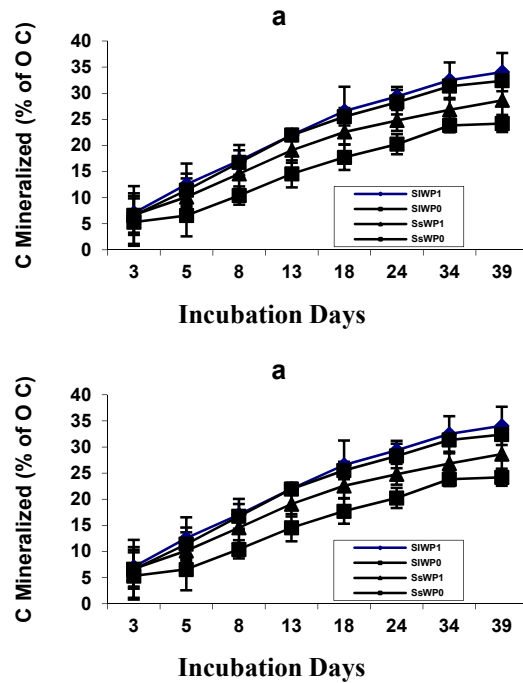 a
C Mineralized (% of O C)
40
35
30
25
20
15
10
5
0
SlWP1
SlWP0
SsWP1
SsWP0
3 5 8 13 18 24 34 39
Incubation Days
a
C Mineralized (% of O C)
40
35
30
25
20
15
10
5
0
SlWP1
SlWP0
SsWP1
SsWP0
3 5 8 13 18 24 34 39
Incubation Days